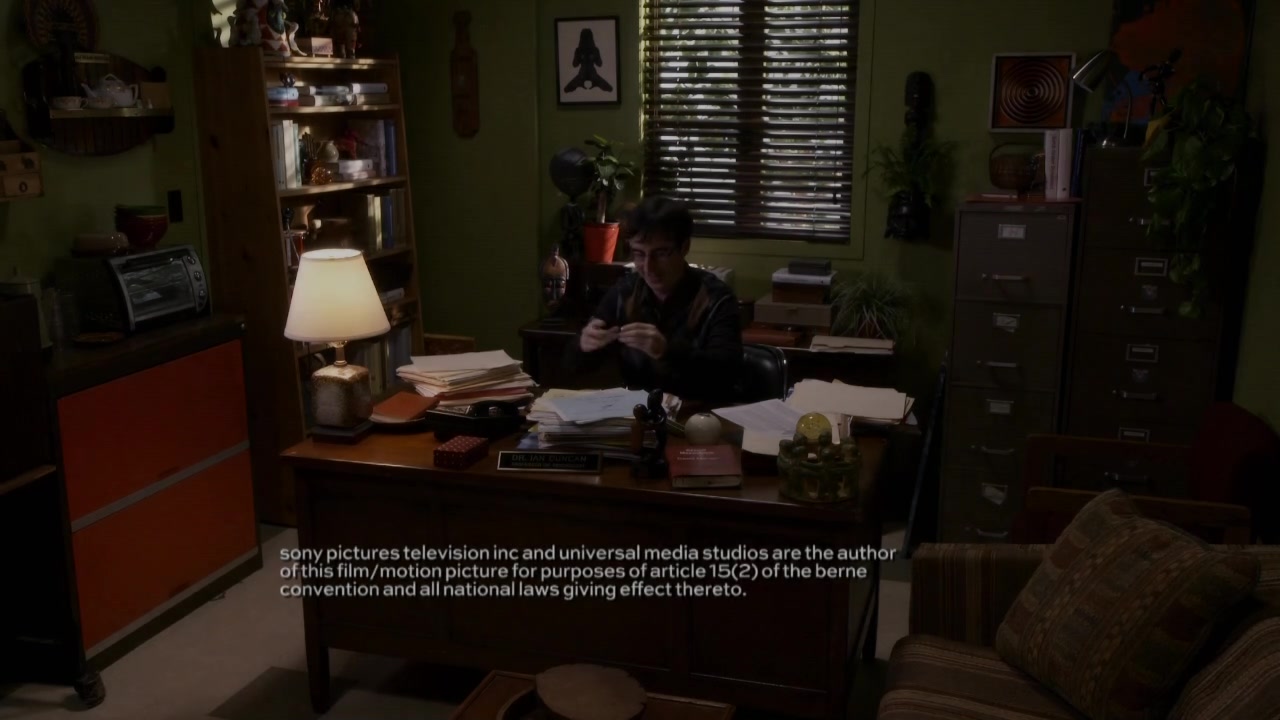 DR. IAN DUNCAN
sony pictures television inc and universal media studios are the author
of this film/motion picture for purposes of article 15(2) of the berne
convention and all national laws giving effect thereto.